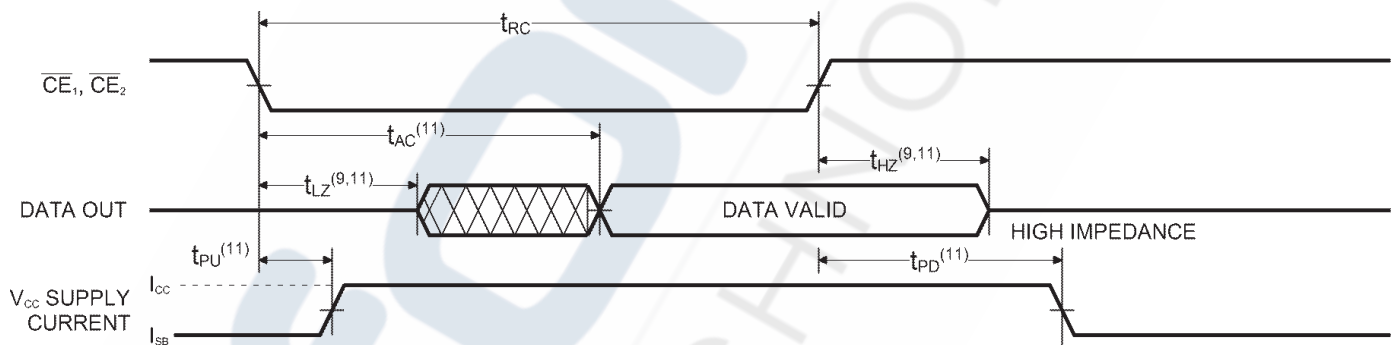 tRC
CE1, CE2
tAC(11)
tHZ(9,11)
tLZ(9,11)
DATA OUT
DATA VALID
HIGH IMPEDANCE
tPU(11)
tPD(11)
ICC
VCC SUPPLY
CURRENT
ISB